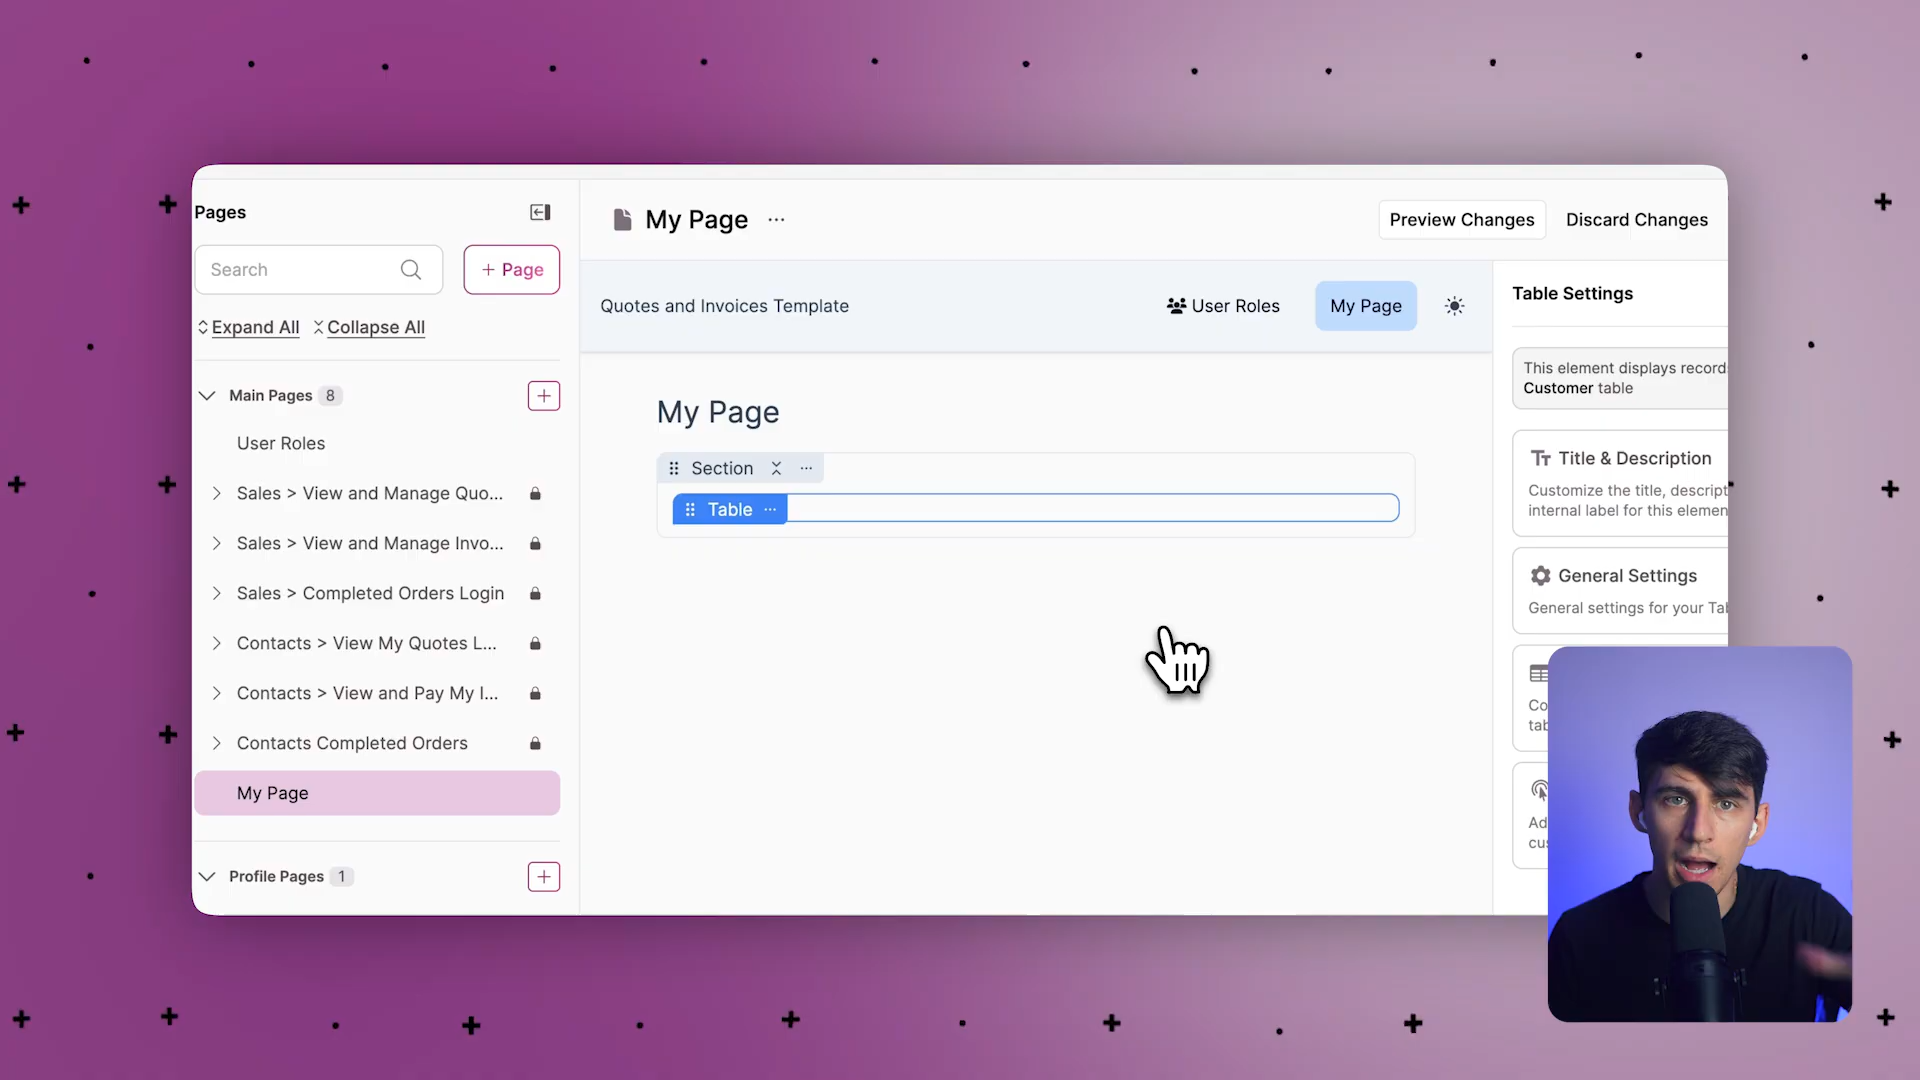 Pages
Search
+ Page
Expand All Collapse All
Main Pages 8
User Roles
Sales > View and Manage Quo...
Sales > View and Manage Invo...
Sales > Completed Orders Login
Contacts > View My Quotes L...
Contacts > View and Pay My I...
Contacts Completed Orders
My Page
Profile Pages 1
My Page ...
Preview Changes
Discard Changes
Quotes and Invoices Template
User Roles
My Page
My Page
Section ...
Table ...
Table Settings
This element displays record
Customer table
Title & Description
Customize the title, descript
internal label for this elemen
General Settings
General settings for your Ta
Co
tab
Ad
cu